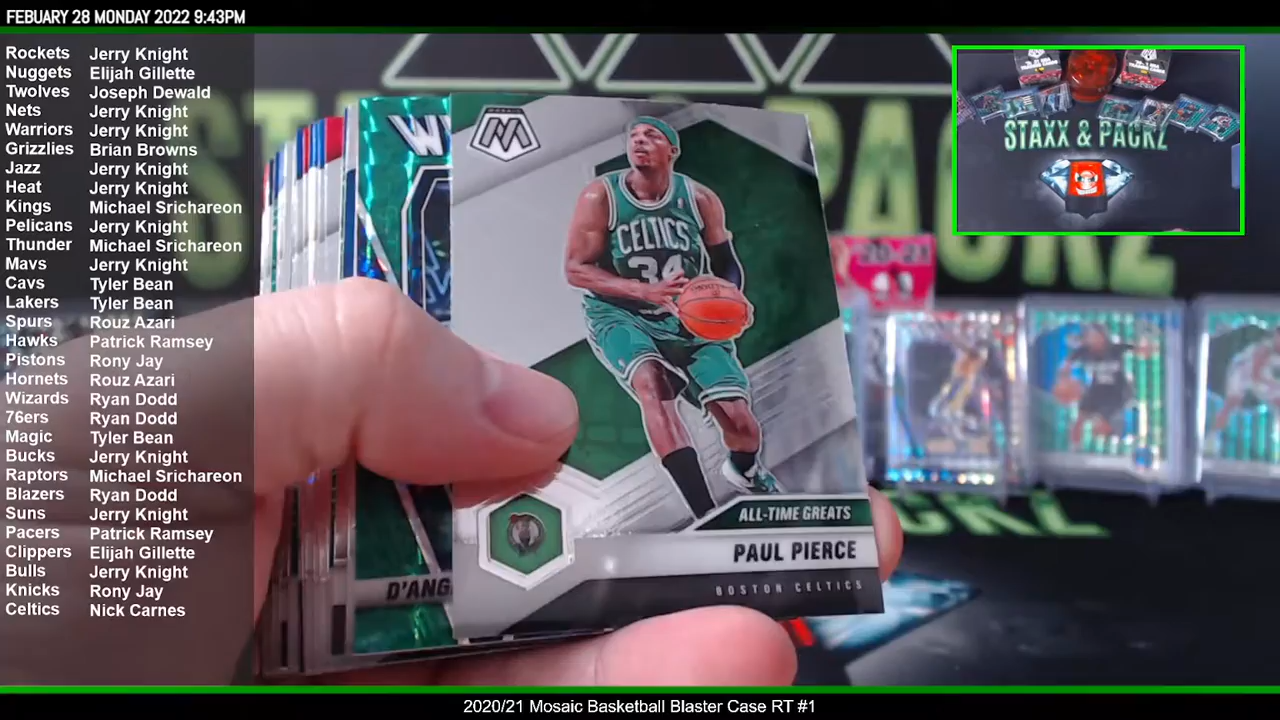 FEBUARY 28 MONDAY 2022 9:43PM
Rockets Jerry Knight
Nuggets Elijah Gillette
Twolves Joseph Dewald
Nets Jerry Knight
Warriors Jerry Knight
Grizzlies Brian Browns
Jazz Jerry Knight
Heat Jerry Knight
Kings Michael Srichareon
Pelicans Jerry Knight
Thunder Michael Srichareon
Mavs Jerry Knight
Cavs Tyler Bean
Lakers Tyler Bean
Spurs Rouz Azari
Hawks Patrick Ramsey
Pistons Rony Jay
Hornets Rouz Azari
Wizards Ryan Dodd
76ers Ryan Dodd
Magic Tyler Bean
Bucks Jerry Knight
Raptors Michael Srichareon
Blazers Ryan Dodd
Suns Jerry Knight
Pacers Patrick Ramsey
Clippers Elijah Gillette
Bulls Jerry Knight
Knicks Rony Jay
Celtics Nick Carnes
STAXX & PACKZ
20-21
CELTICS
34
ALL-TIME GREATS
PAUL PIERCE
BOSTON CELTICS
D'ANG
2020/21 Mosaic Basketball Blaster Case RT #1